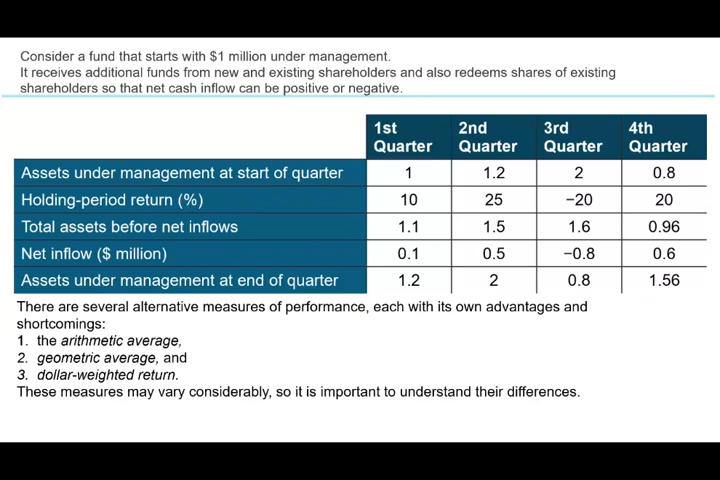 Consider a fund that starts with $1 million under management.
It receives additional funds from new and existing shareholders and also redeems shares of existing
shareholders so that net cash inflow can be positive or negative.
1st Quarter 2nd Quarter 3rd Quarter 4th Quarter
Assets under management at start of quarter 1 1.2 2 0.8
Holding-period return (%) 10 25 −20 20
Total assets before net inflows 1.1 1.5 1.6 0.96
Net inflow ($ million) 0.1 0.5 −0.8 0.6
Assets under management at end of quarter 1.2 2 0.8 1.56
There are several alternative measures of performance, each with its own advantages and
shortcomings:
1. the arithmetic average,
2. geometric average, and
3. dollar-weighted return.
These measures may vary considerably, so it is important to understand their differences.